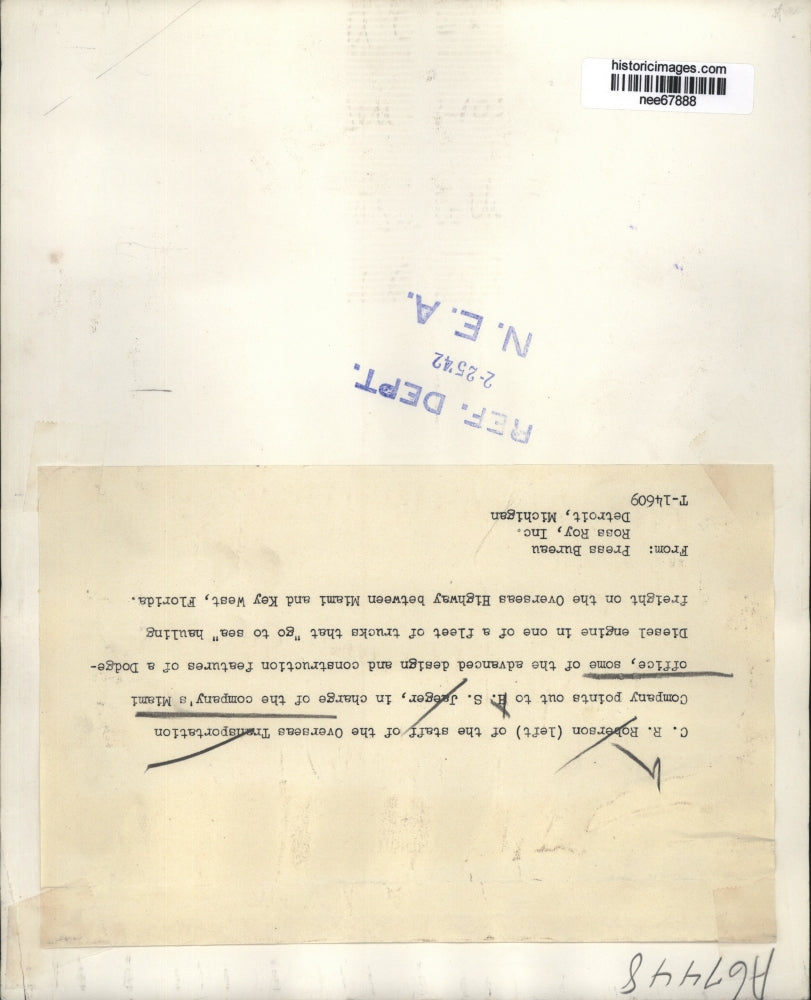 historicimages.com
nee67888
A67448
C. R. Roberson (left) of the staff of the Overseas Transportation
Company points out to H. S. Jaeger, in charge of the company's Miami
office, some of the advanced design and construction features of a Dodge-
Diesel engine in one of a fleet of trucks that "go to sea" hauling
freight on the Overseas Highway between Miami and Key West, Florida.
From: Press Bureau
Ross Roy, Inc.
Detroit, Michigan
T-14609
REF. DEPT.
2-25'42
N. E. A.